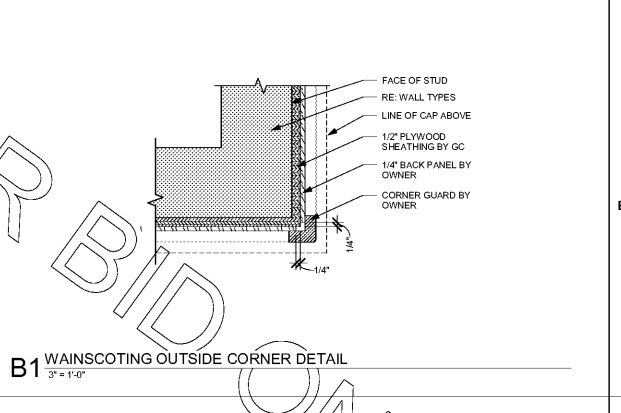 FACE OF STUD
RE: WALL TYPES
LINE OF CAP ABOVE
1/2" PLYWOOD
SHEATHING BY GC
1/4" BACK PANEL BY
OWNER
CORNER GUARD BY
OWNER
1/4"
1/4"
B1 WAINSCOTING OUTSIDE CORNER DETAIL
3" = 1'-0"
R BID O